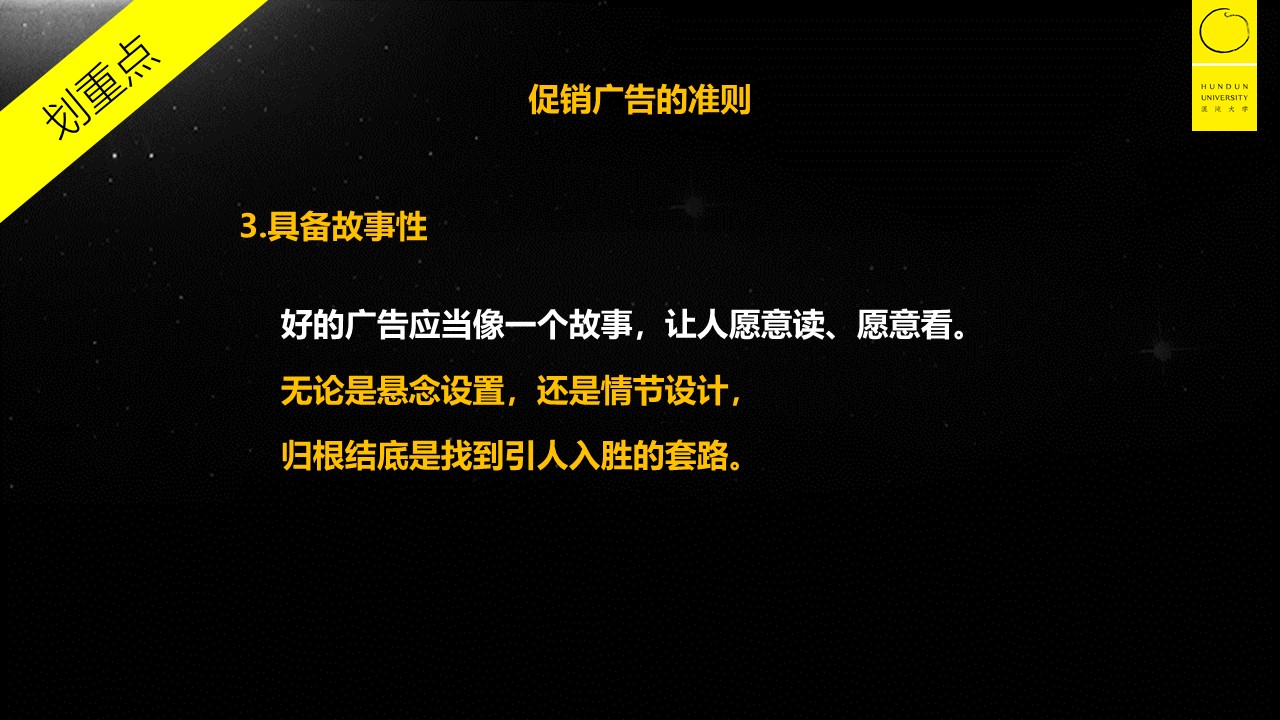 划重点
HUNDUN
UNIVERSITY
混沌大学
促销广告的准则
3.具备故事性
好的广告应当像一个故事，让人愿意读、愿意看。
无论是悬念设置，还是情节设计，
归根结底是找到引人入胜的套路。